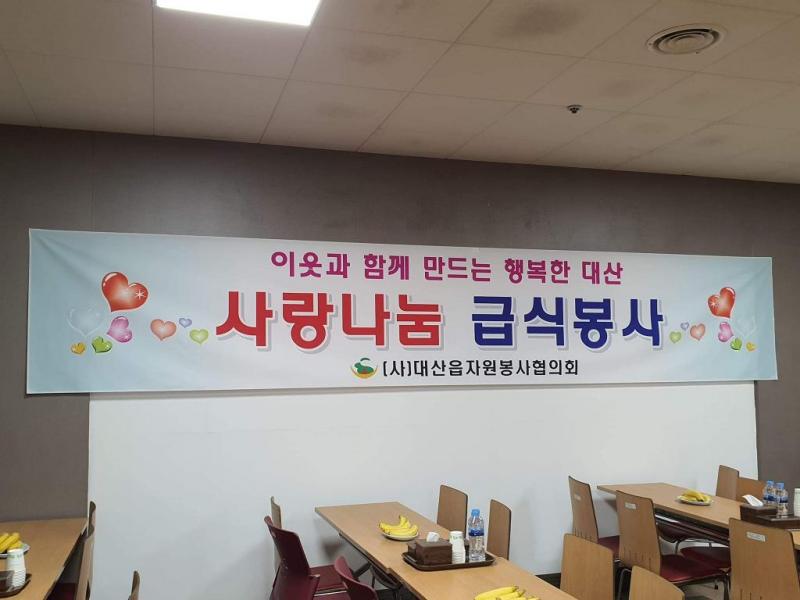 이웃과 함께 만드는 행복한 대산
사랑나눔 급식봉사
(사)대산읍자원봉사협의회